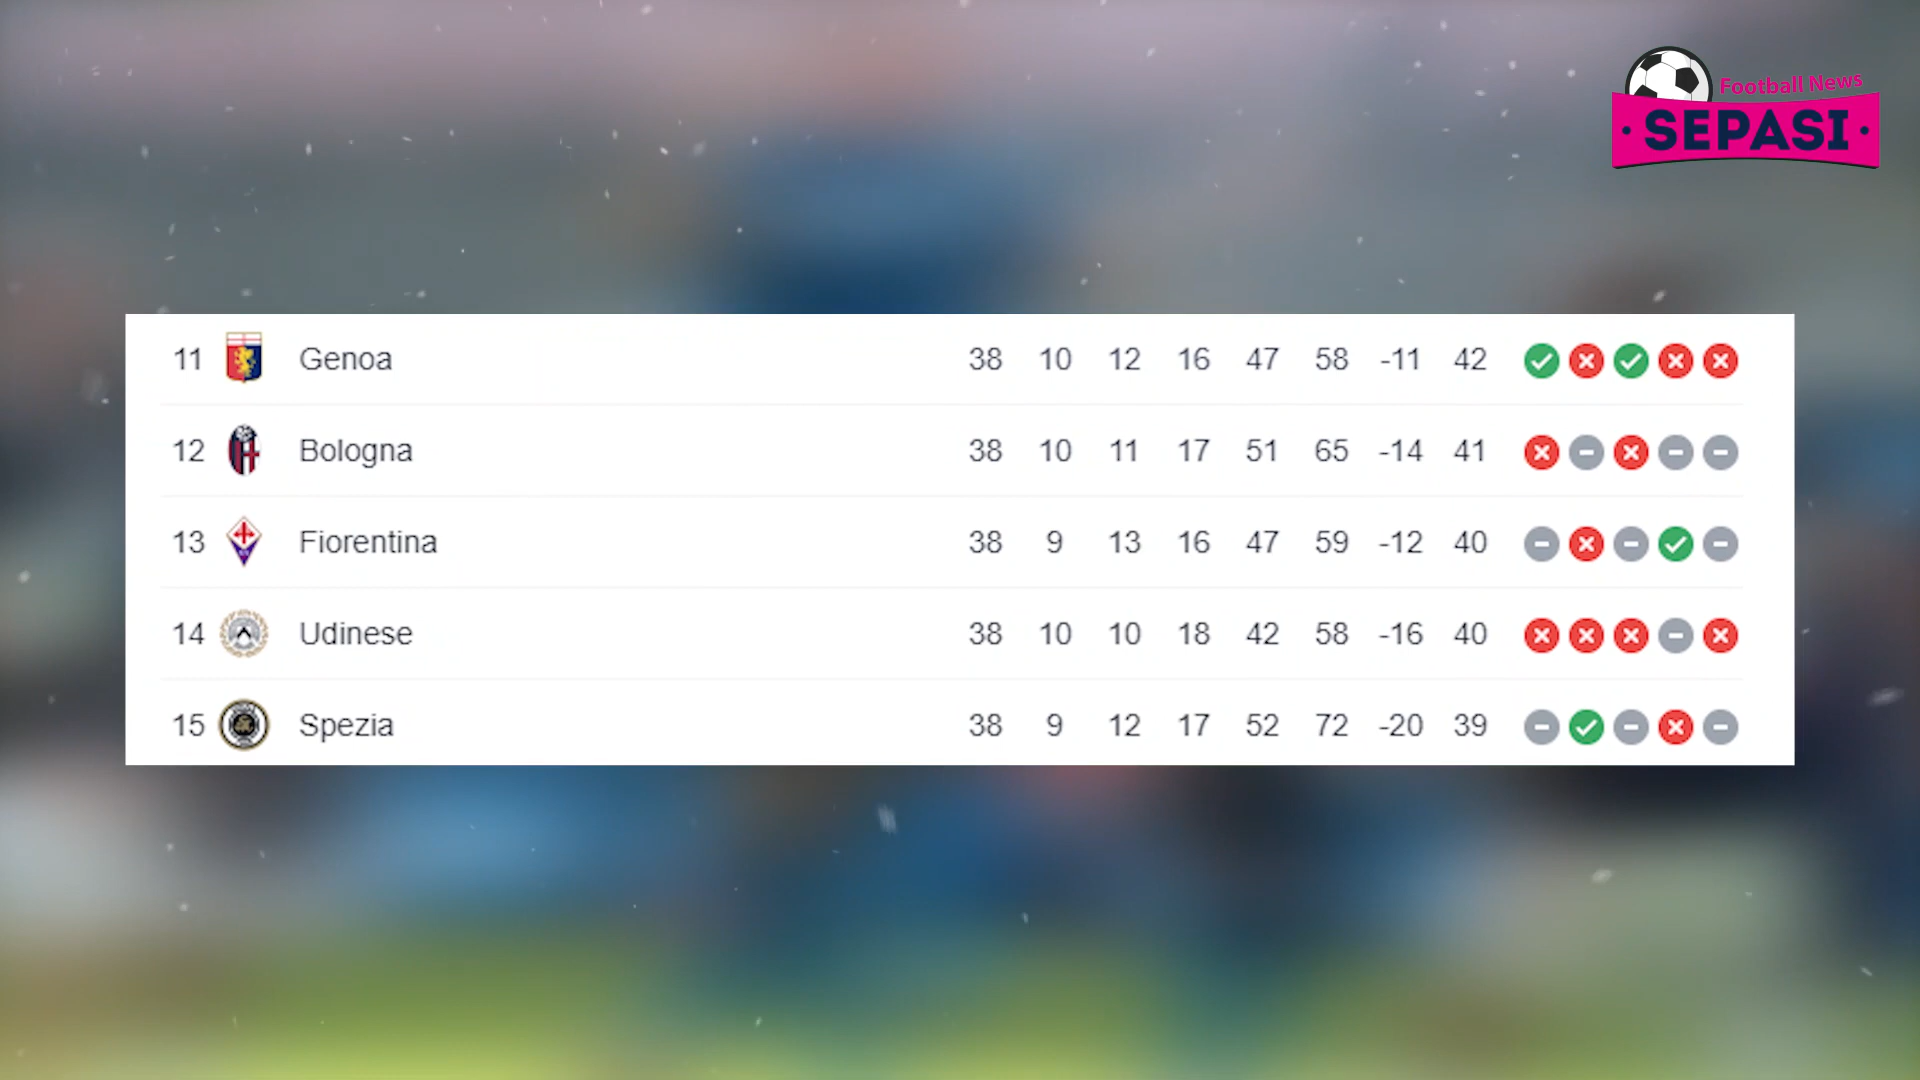 Football News
• SEPASI •
11 Genoa 38 10 12 16 47 58 -11 42
12 Bologna 38 10 11 17 51 65 -14 41
13 Fiorentina 38 9 13 16 47 59 -12 40
14 Udinese 38 10 10 18 42 58 -16 40
15 Spezia 38 9 12 17 52 72 -20 39